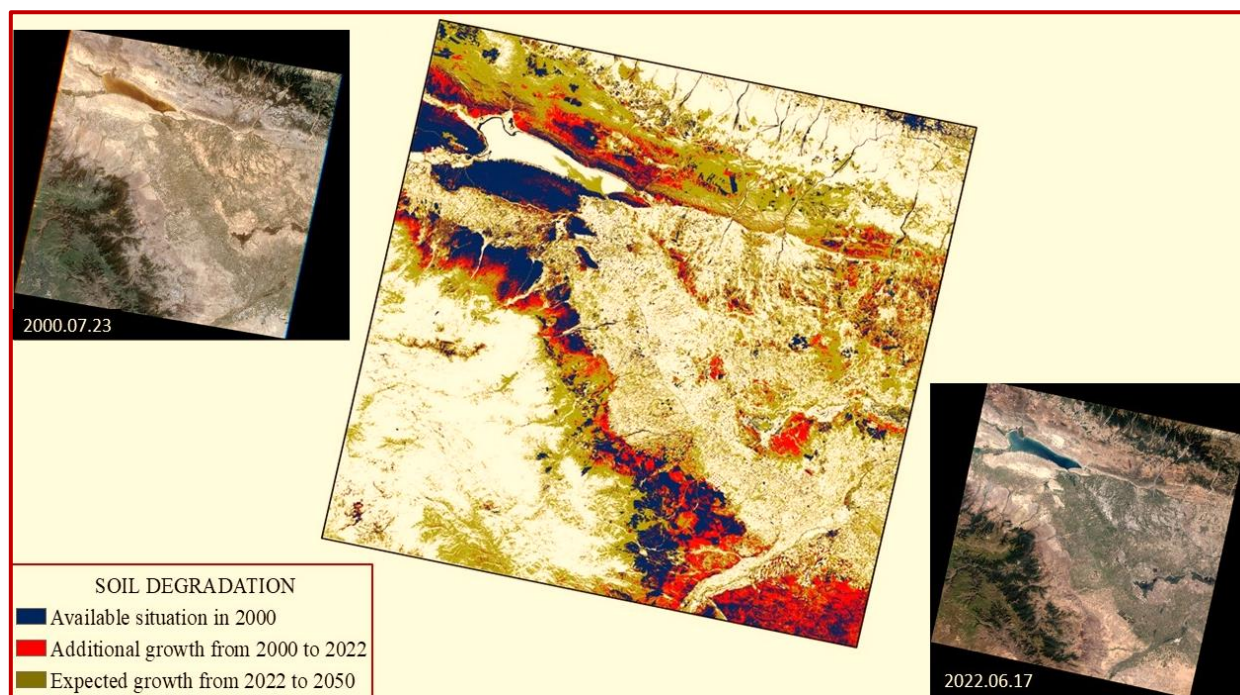 2000.07.23
SOIL DEGRADATION
Available situation in 2000
Additional growth from 2000 to 2022
Expected growth from 2022 to 2050
2022.06.17